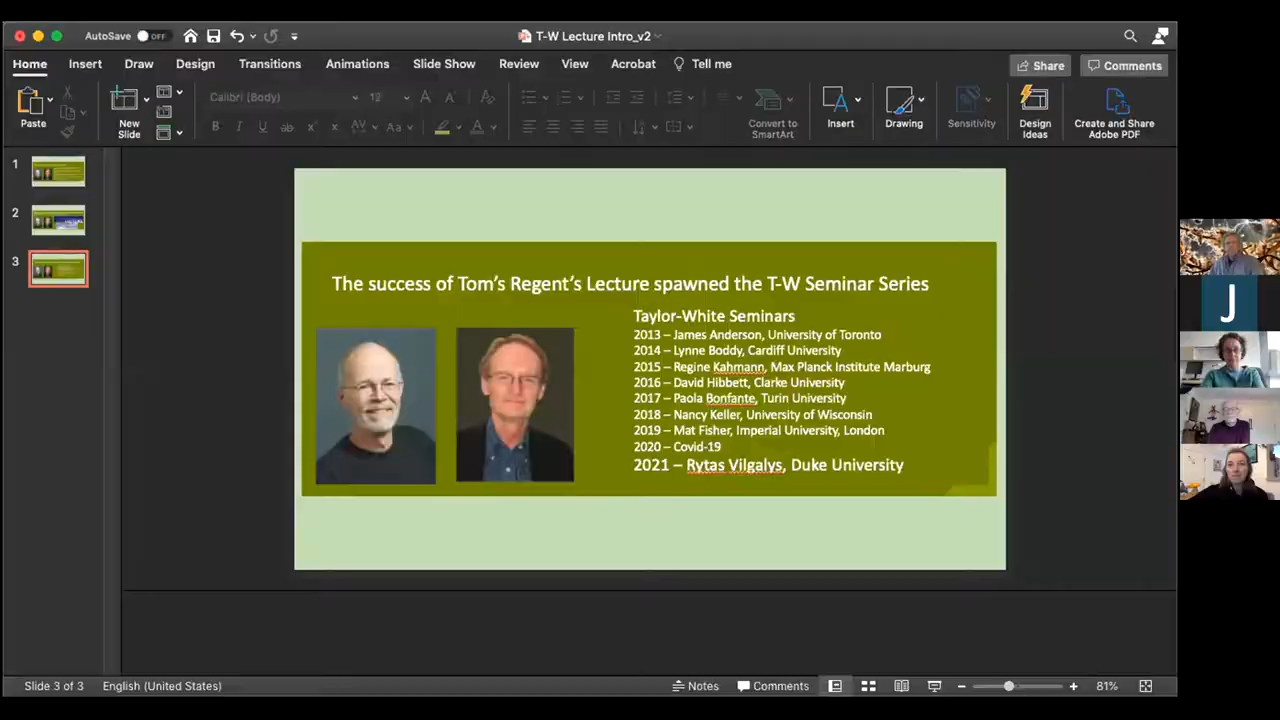 AutoSave OFF
T-W Lecture Intro_v2
Home Insert Draw Design Transitions Animations Slide Show Review View Acrobat Tell me
Share Comments
Calibri (Body) 12
Paste
New Slide
Convert to SmartArt
Insert
Drawing
Sensitivity
Design Ideas
Create and Share Adobe PDF
1
2
3
The success of Tom's Regent's Lecture spawned the T-W Seminar Series
Taylor-White Seminars
2013 – James Anderson, University of Toronto
2014 – Lynne Boddy, Cardiff University
2015 – Regine Kahmann, Max Planck Institute Marburg
2016 – David Hibbett, Clarke University
2017 – Paola Bonfante, Turin University
2018 – Nancy Keller, University of Wisconsin
2019 – Mat Fisher, Imperial University, London
2020 – Covid-19
2021 – Rytas Vilgalys, Duke University
J
Slide 3 of 3 English (United States)
Notes Comments 81%